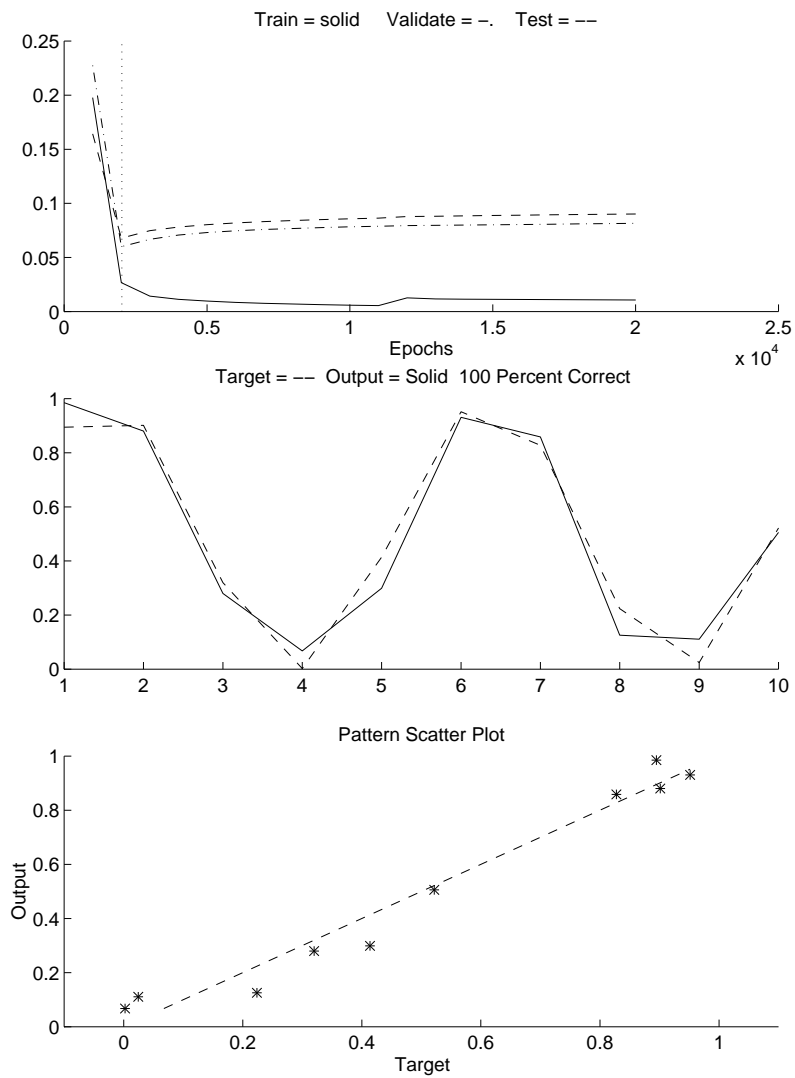 Train = solid Validate = −. Test = −−
0.25
0.2
0.15
0.1
0.05
0
0 0.5 1 1.5 2 2.5
Epochs
x 10^4
Target = −− Output = Solid 100 Percent Correct
1
0.8
0.6
0.4
0.2
0
1 2 3 4 5 6 7 8 9 10
Pattern Scatter Plot
1
0.8
0.6
0.4
0.2
0
Output
0 0.2 0.4 0.6 0.8 1
Target